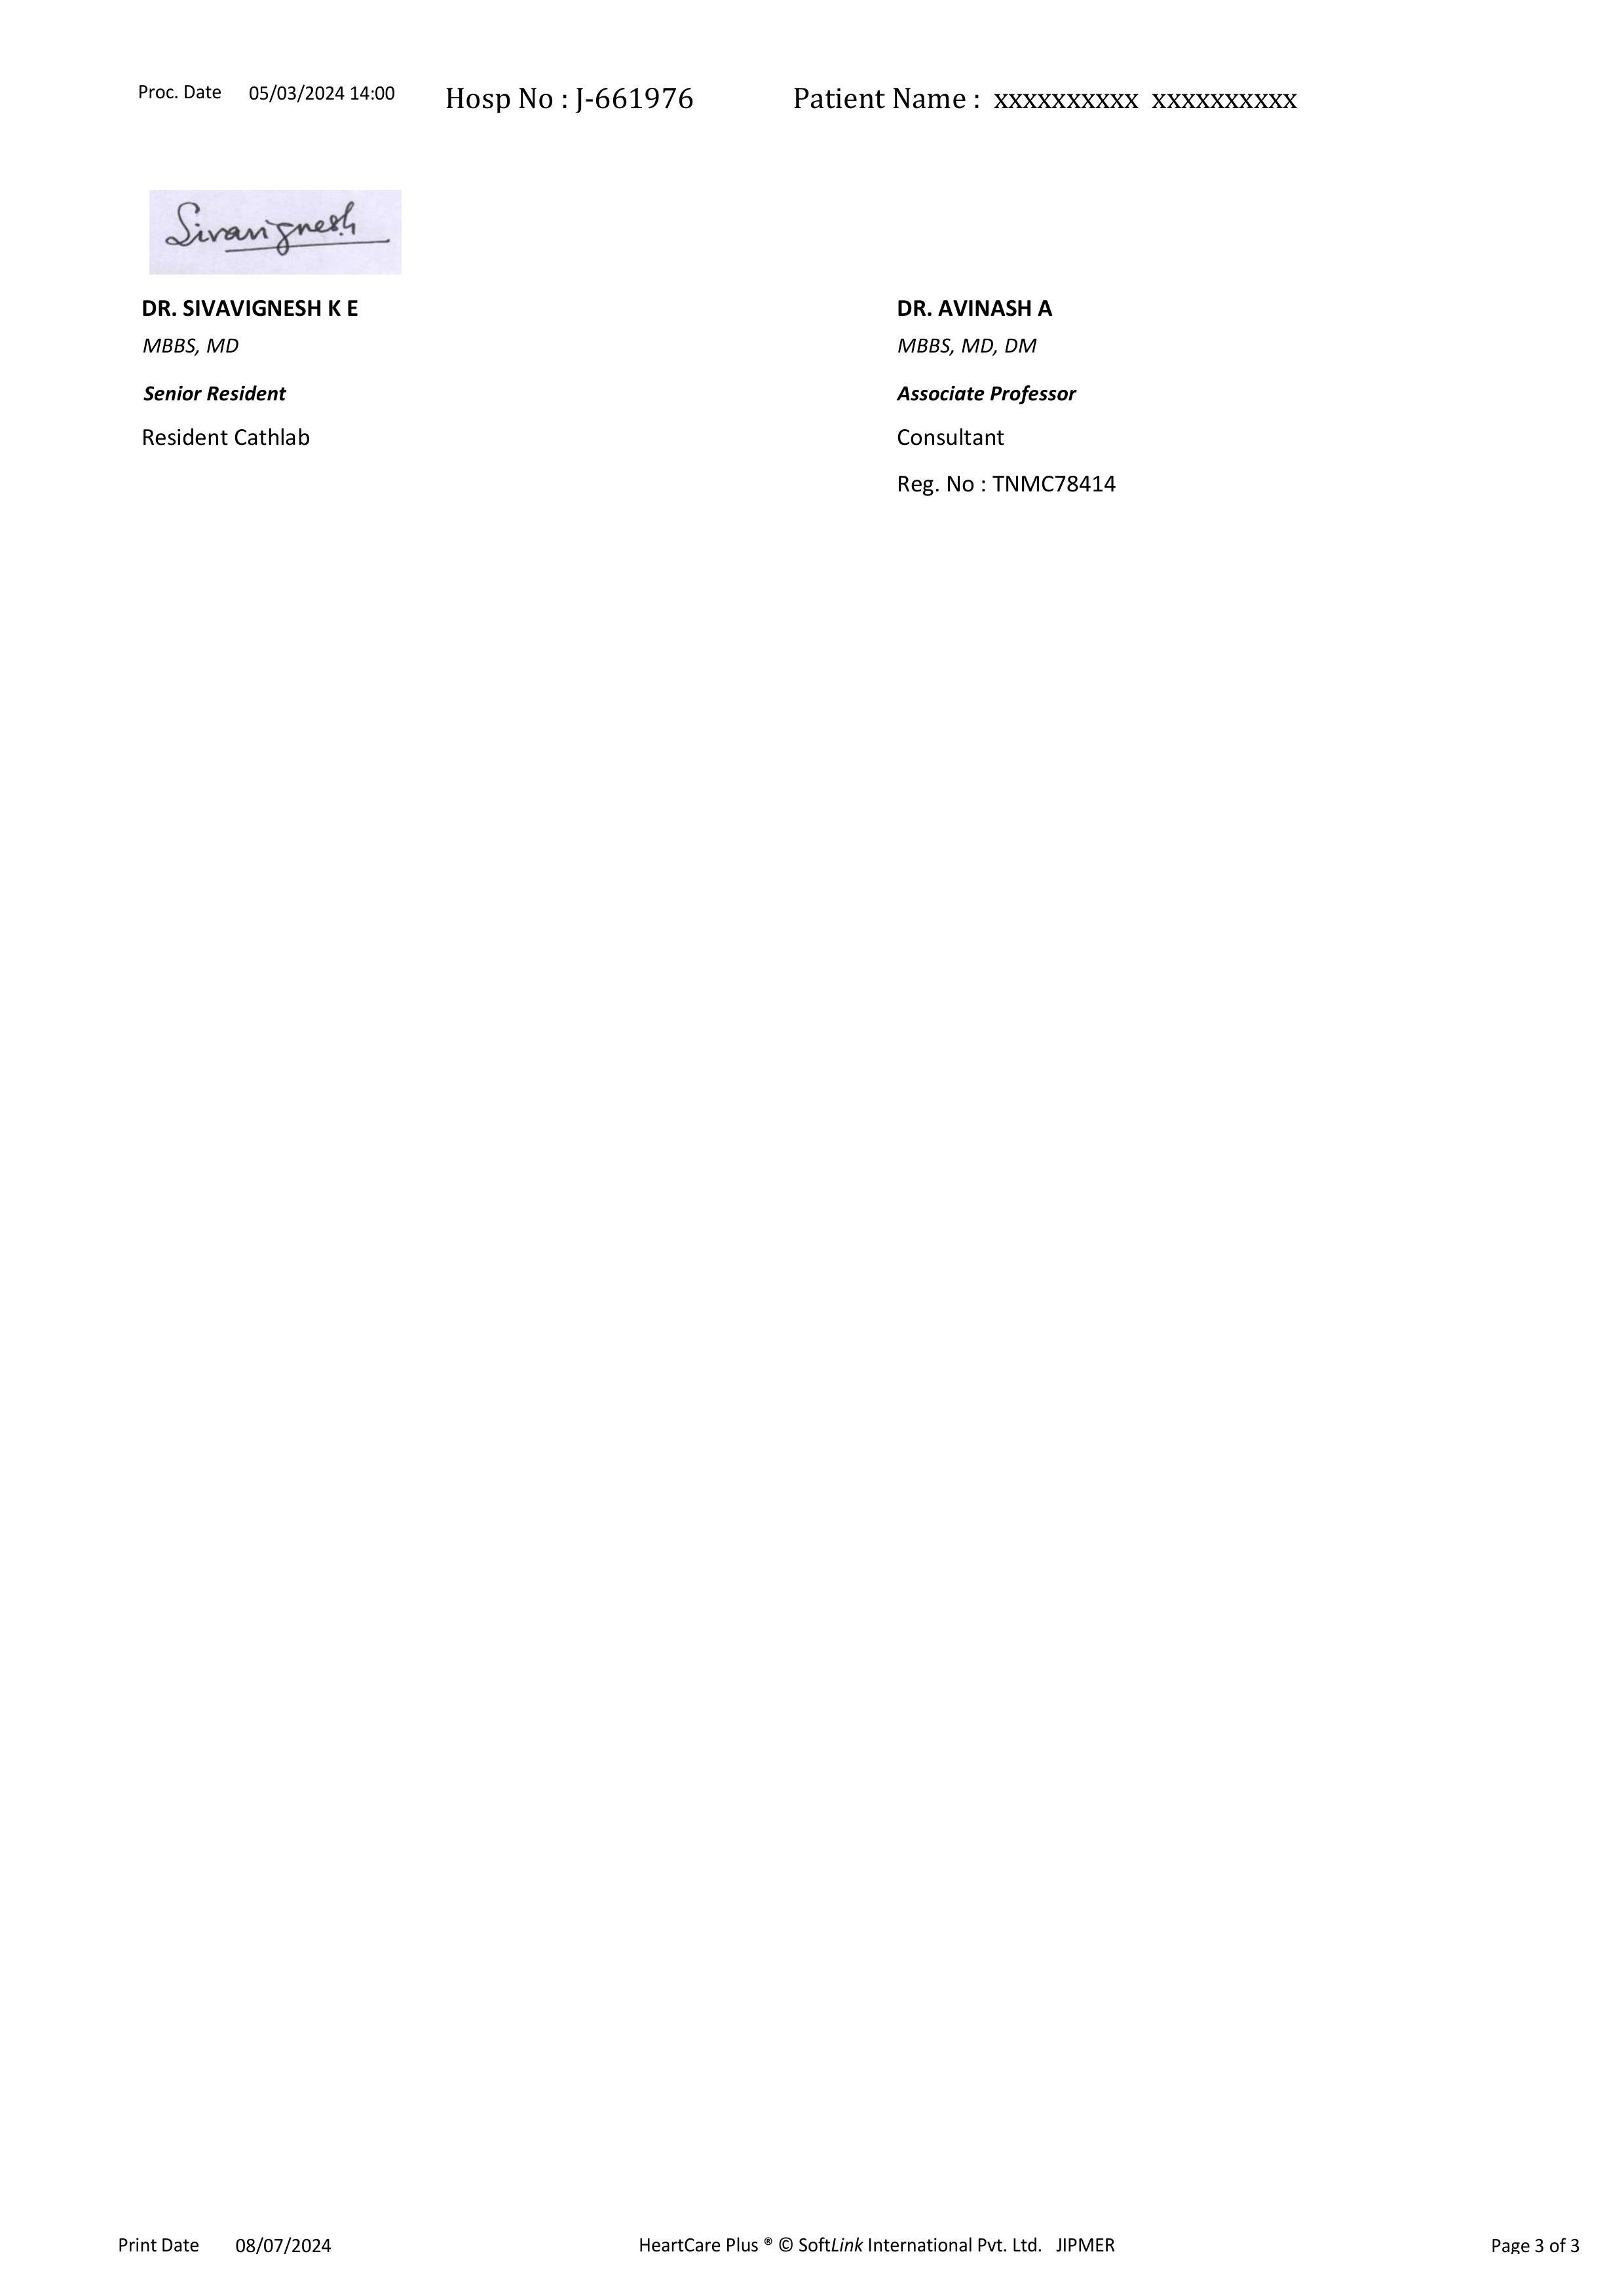 Proc. Date 05/03/2024 14:00 Hosp No : J-661976 Patient Name : xxxxxxxxxx xxxxxxxxxx
Sivavignesh
DR. SIVAVIGNESH K E DR. AVINASH A
MBBS, MD MBBS, MD, DM
Senior Resident Associate Professor
Resident Cathlab Consultant
Reg. No : TNMC78414
Print Date 08/07/2024 HeartCare Plus ® © SoftLink International Pvt. Ltd. JIPMER Page 3 of 3